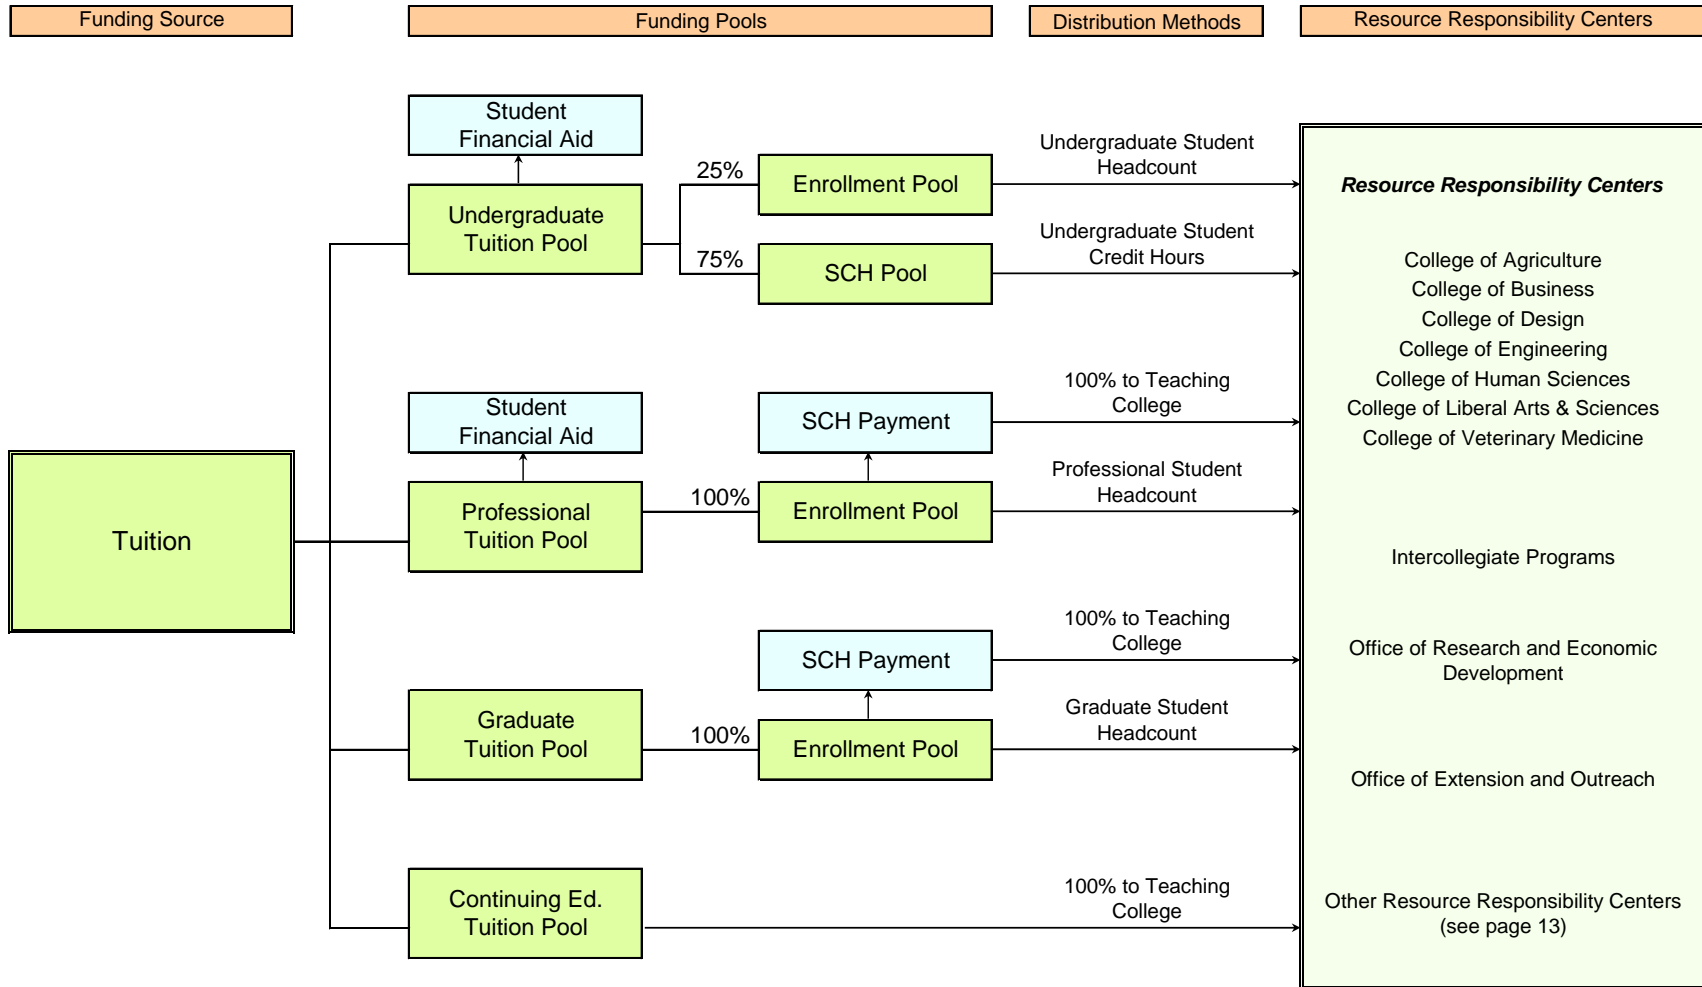 Funding Source
Funding Pools
Distribution Methods
Resource Responsibility Centers
Student
Financial Aid
Undergraduate
Tuition Pool
25%
Enrollment Pool
Undergraduate Student
Headcount
75%
SCH Pool
Undergraduate Student
Credit Hours
Student
Financial Aid
Professional
Tuition Pool
SCH Payment
100% to Teaching
College
100%
Enrollment Pool
Professional Student
Headcount
Tuition
Graduate
Tuition Pool
SCH Payment
100% to Teaching
College
100%
Enrollment Pool
Graduate Student
Headcount
Continuing Ed.
Tuition Pool
100% to Teaching
College
Resource Responsibility Centers
College of Agriculture
College of Business
College of Design
College of Engineering
College of Human Sciences
College of Liberal Arts & Sciences
College of Veterinary Medicine
Intercollegiate Programs
Office of Research and Economic
Development
Office of Extension and Outreach
Other Resource Responsibility Centers
(see page 13)